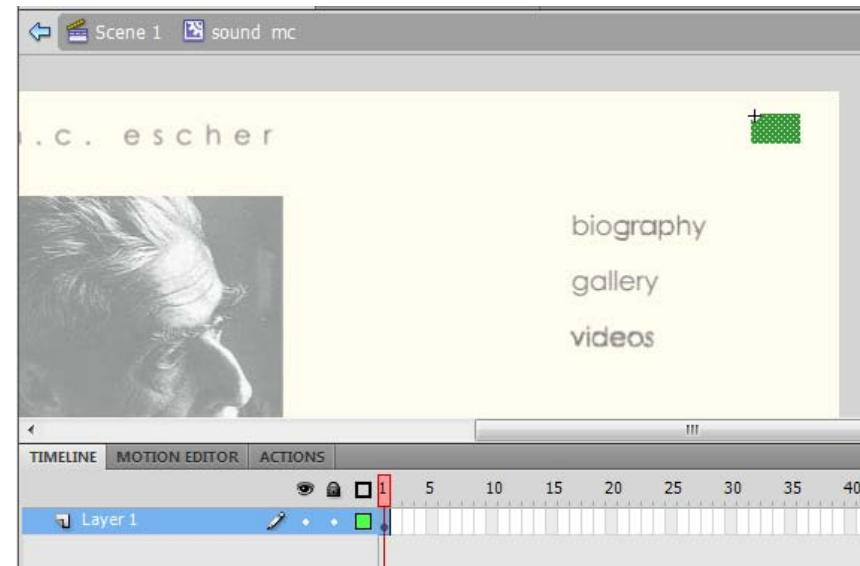 Scene 1 sound mc
.c. escher
biography
gallery
videos
TIMELINE MOTION EDITOR ACTIONS
1 5 10 15 20 25 30 35 40
Layer 1